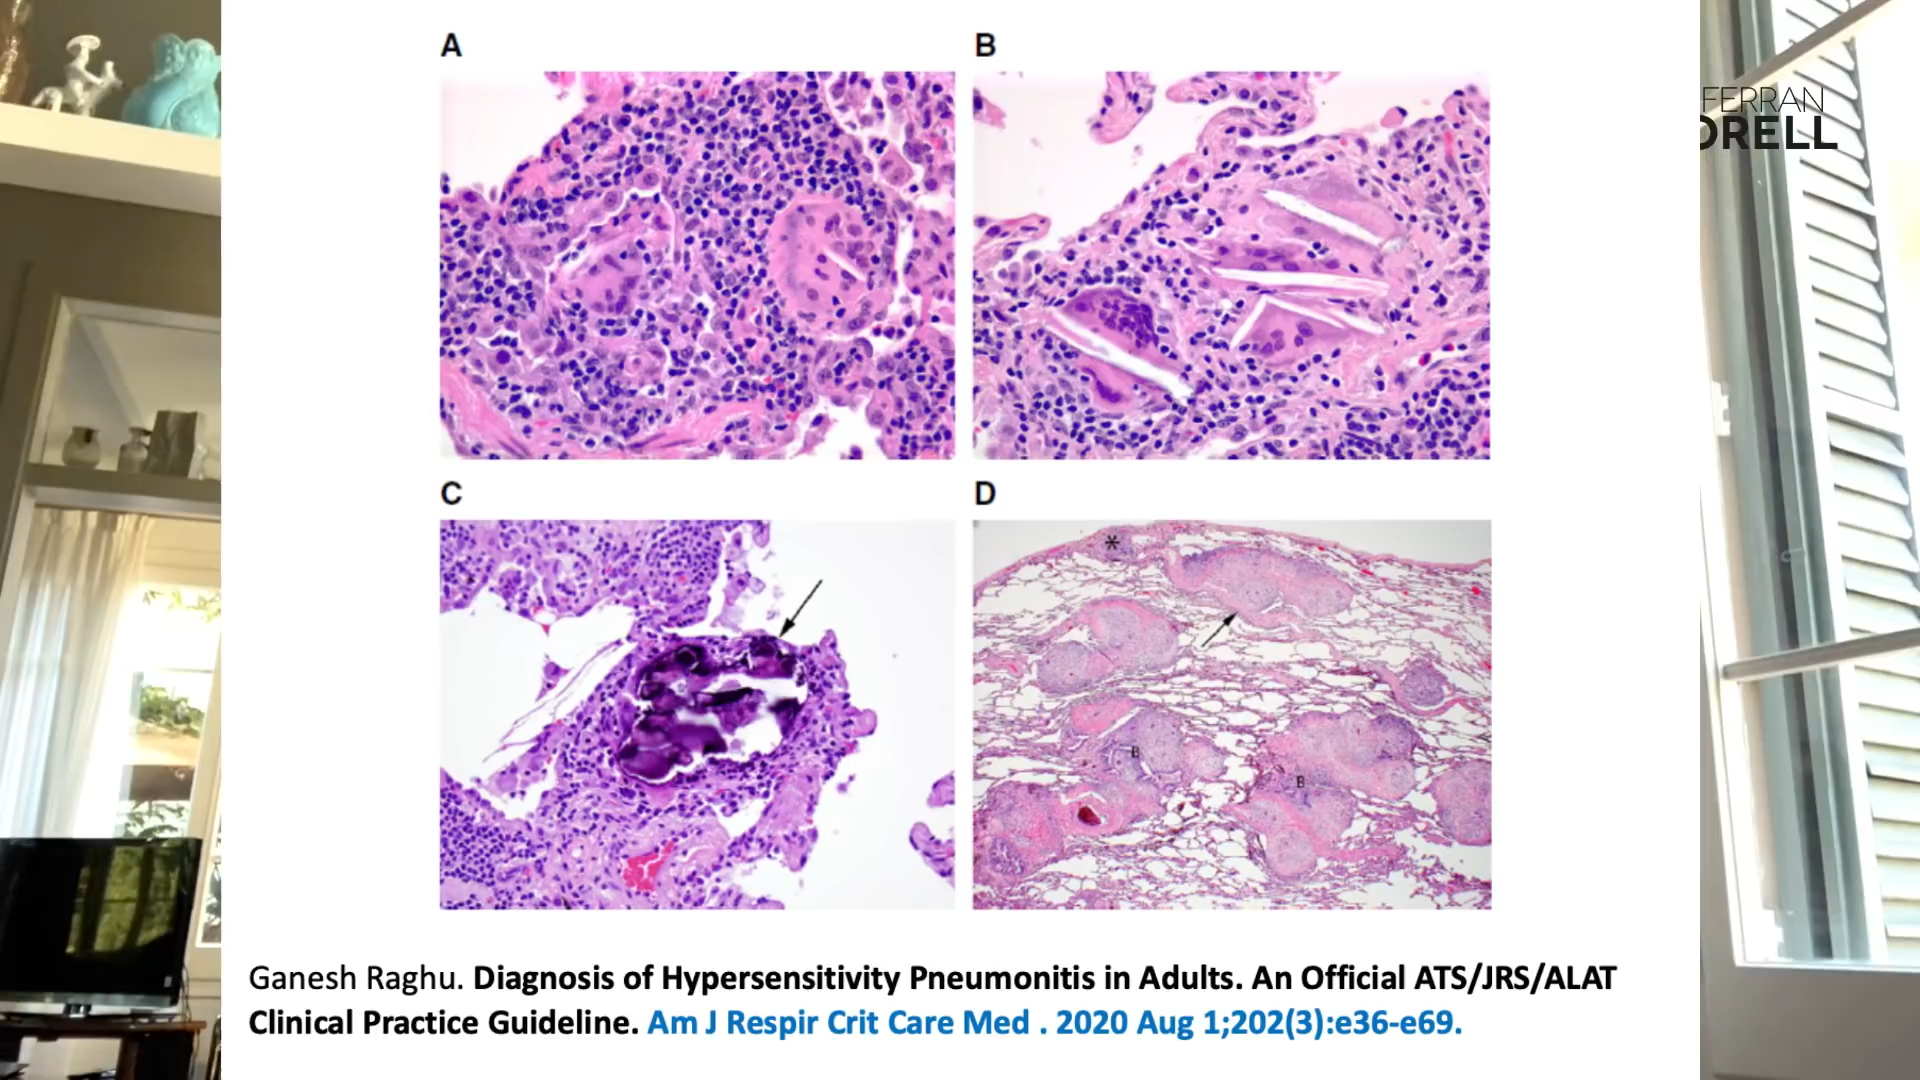 A
B
FERRAN
ORELL
C
D
*
B
B
Ganesh Raghu. Diagnosis of Hypersensitivity Pneumonitis in Adults. An Official ATS/JRS/ALAT
Clinical Practice Guideline. Am J Respir Crit Care Med . 2020 Aug 1;202(3):e36-e69.